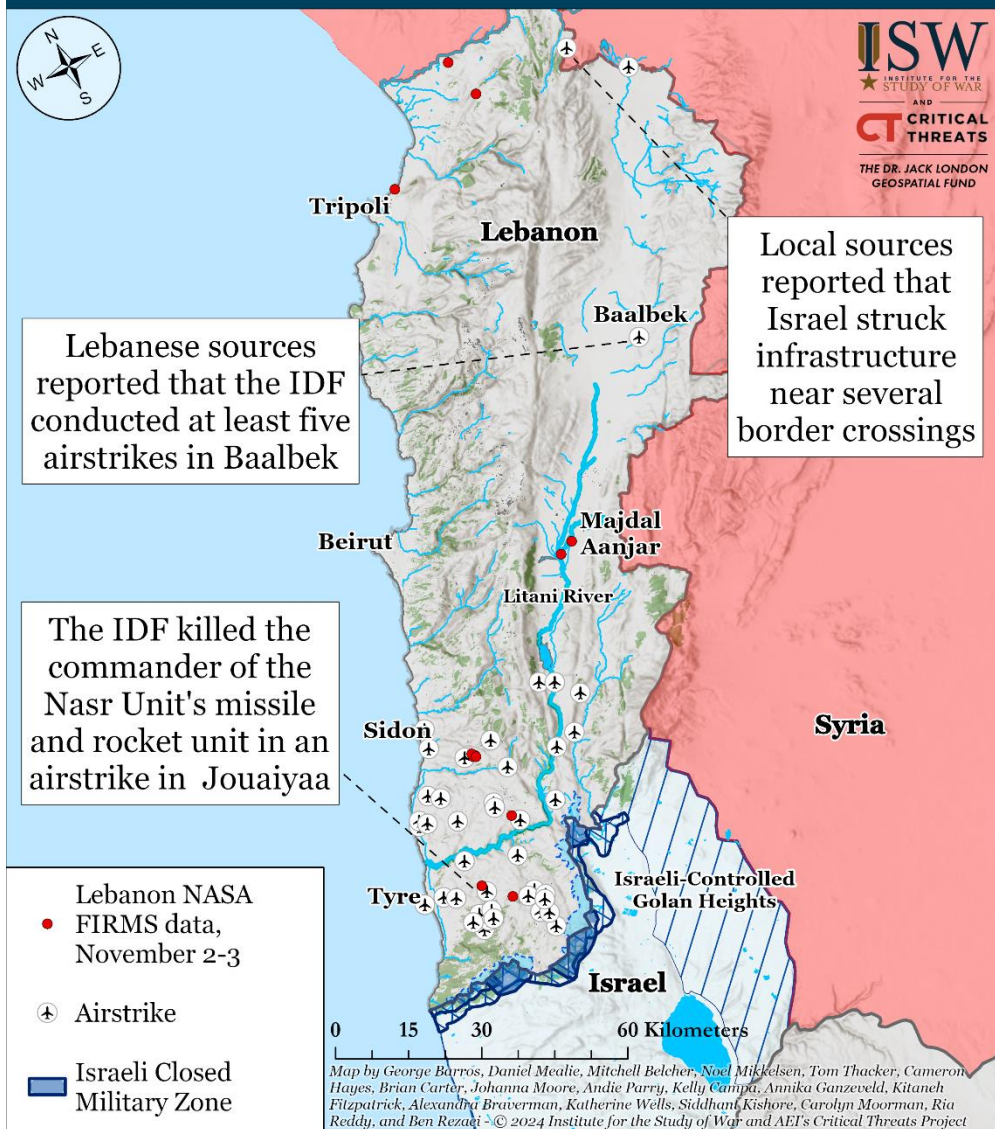 N
E
S
W
ISW
INSTITUTE FOR THE
STUDY OF WAR
AND
CT CRITICAL
THREATS
THE DR. JACK LONDON
GEOSPATIAL FUND
Tripoli
Lebanon
Local sources
reported that
Israel struck
infrastructure
near several
border crossings
Baalbek
Lebanese sources
reported that the IDF
conducted at least five
airstrikes in Baalbek
Beirut
Majdal
Aanjar
Litani River
The IDF killed the
commander of the
Nasr Unit's missile
and rocket unit in an
airstrike in Jouaiyaa
Sidon
Syria
Tyre
Israeli-Controlled
Golan Heights
Israel
Lebanon NASA
FIRMS data,
November 2-3
Airstrike
Israeli Closed
Military Zone
0 15 30 60 Kilometers
Map by George Barros, Daniel Mealie, Mitchell Belcher, Noel Mikkelsen, Tom Thacker, Cameron
Hayes, Brian Carter, Johanna Moore, Andie Parry, Kelly Campa, Annika Ganzeveld, Kitaneh
Fitzpatrick, Alexandra Braverman, Katherine Wells, Siddhant Kishore, Carolyn Moorman, Ria
Reddy, and Ben Rezaei - © 2024 Institute for the Study of War and AEI's Critical Threats Project